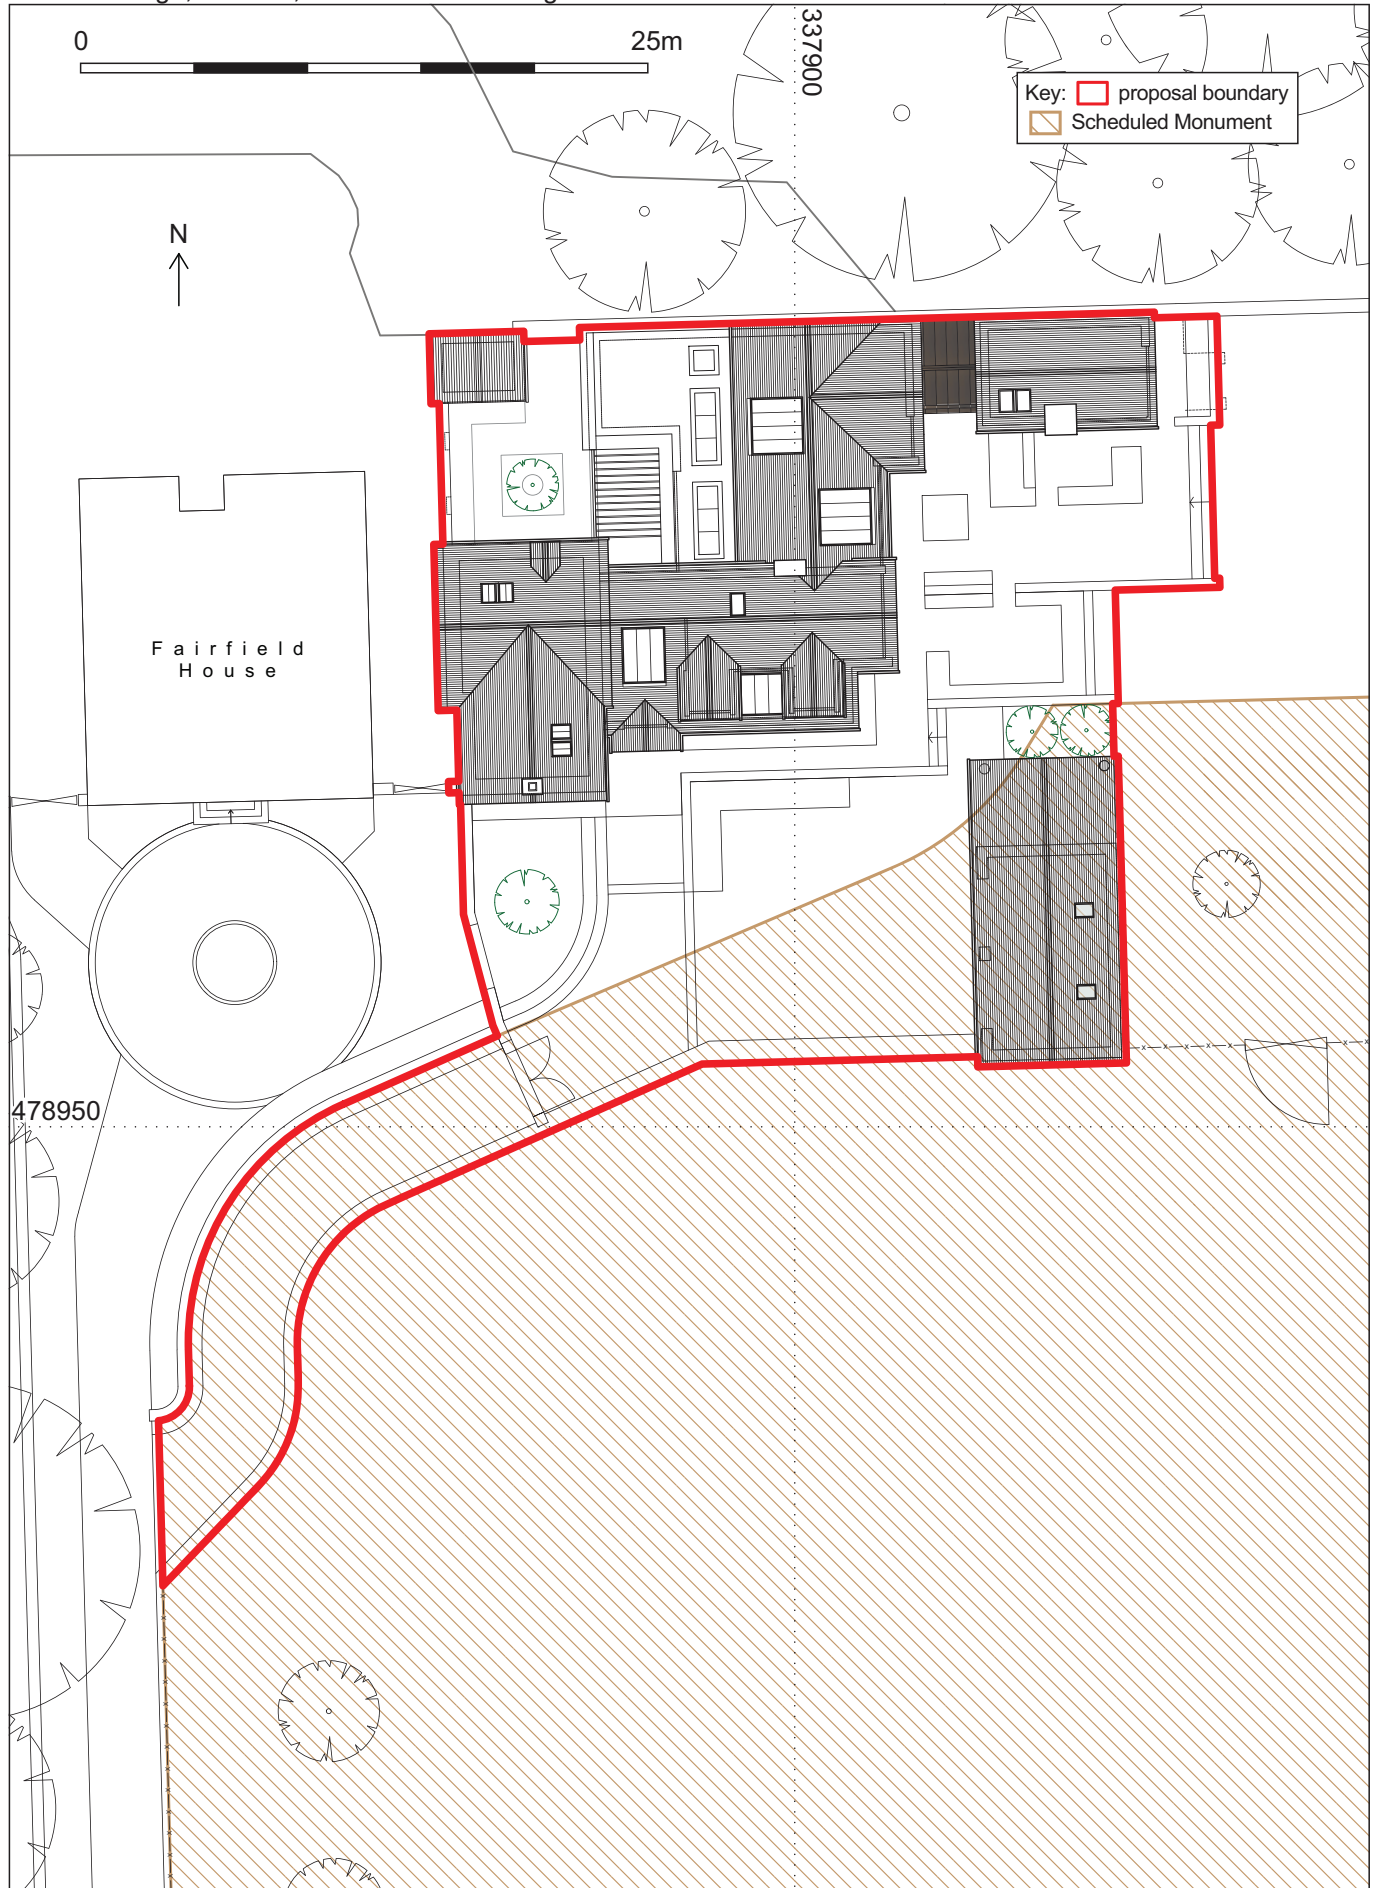 0
25m
337900
Key: proposal boundary
Scheduled Monument
N
Fairfield
House
478950